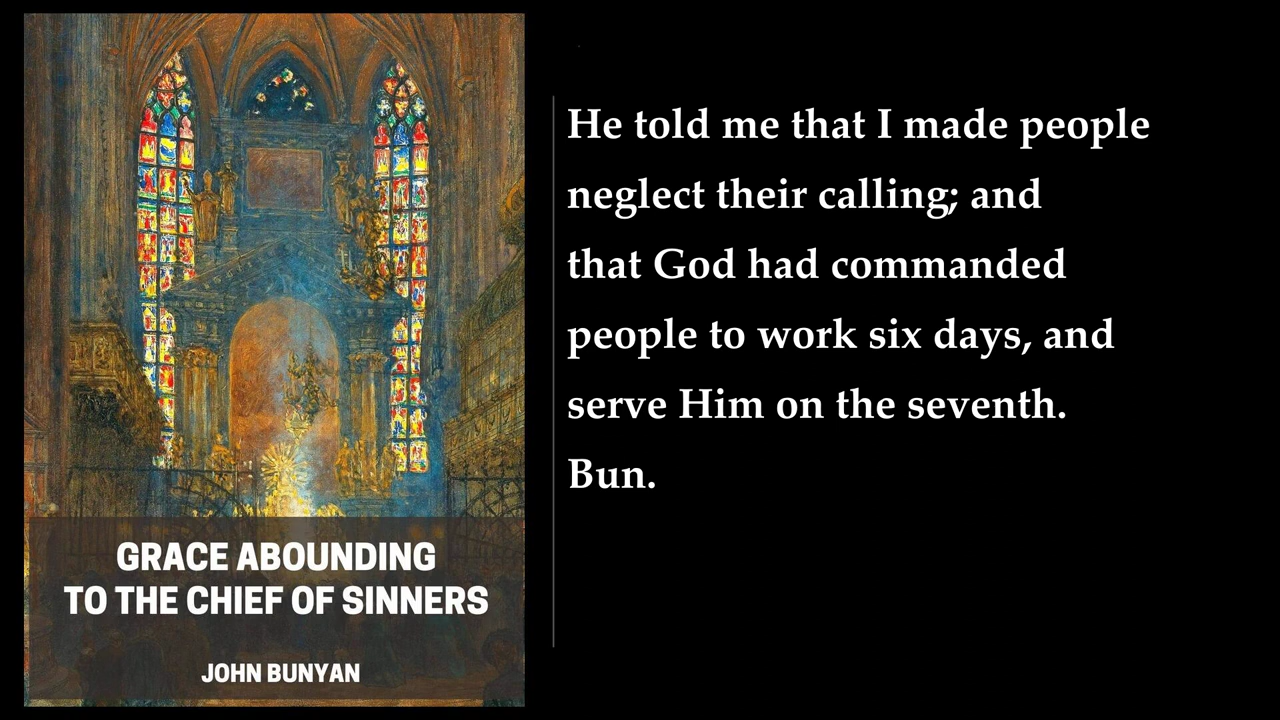 GRACE ABOUNDING
TO THE CHIEF OF SINNERS
JOHN BUNYAN
He told me that I made people
neglect their calling; and
that God had commanded
people to work six days, and
serve Him on the seventh.
Bun.